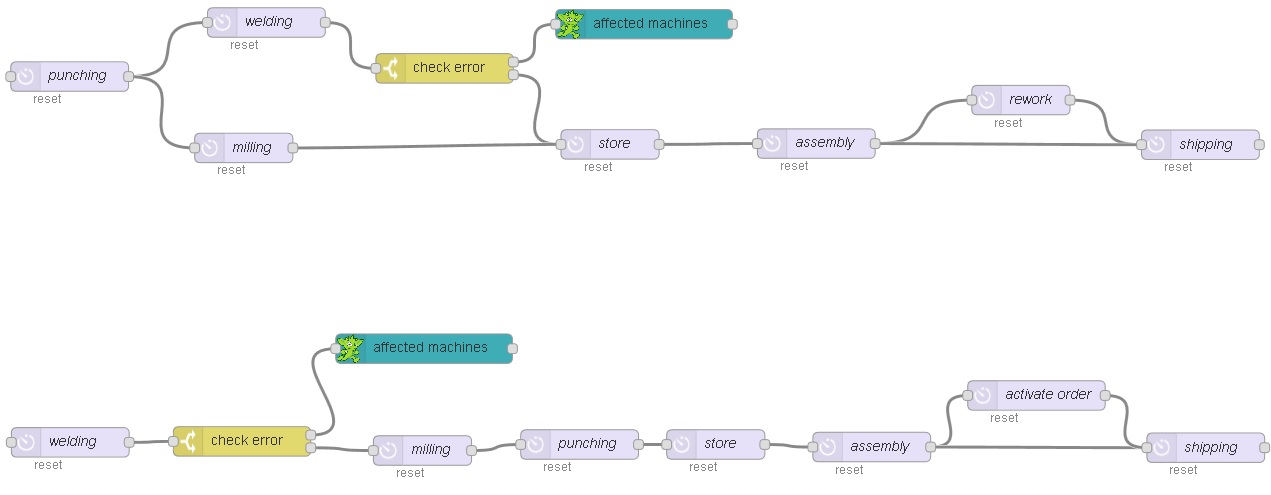 welding
reset
affected machines
check error
punching
reset
rework
reset
milling
reset
store
reset
assembly
reset
shipping
reset
affected machines
activate order
reset
welding
reset
check error
milling
reset
punching
reset
store
reset
assembly
reset
shipping
reset